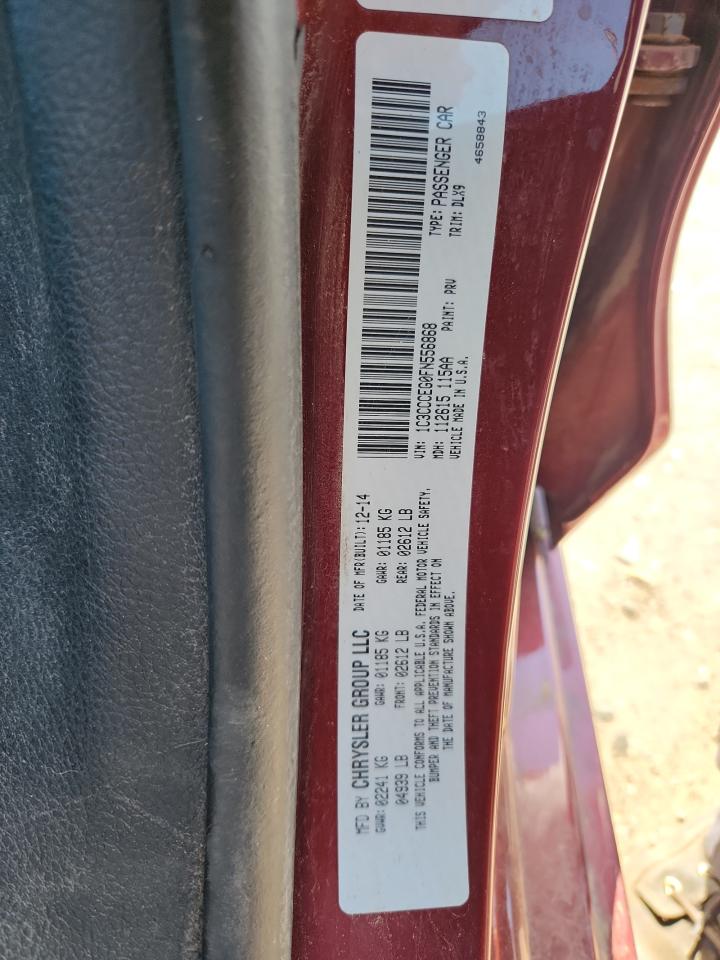 MFD BY CHRYSLER GROUP LLC
DATE OF MFR(BUILT): 12-14
GVWR: 02241 KG
GAWR: 01185 KG
GAWR: 01185 KG
04939 LB
FRONT: 02612 LB
REAR: 02612 LB
THIS VEHICLE CONFORMS TO ALL APPLICABLE U.S.A. FEDERAL MOTOR VEHICLE SAFETY,
BUMPER AND THEFT PREVENTION STANDARDS IN EFFECT ON
THE DATE OF MANUFACTURE SHOWN ABOVE.
VIN: 1C3CCCEG0FN556868
TYPE: PASSENGER CAR
MDH: 112615 115AA
PAINT: PRV
TRIM: DLX9
VEHICLE MADE IN U.S.A.
4658843